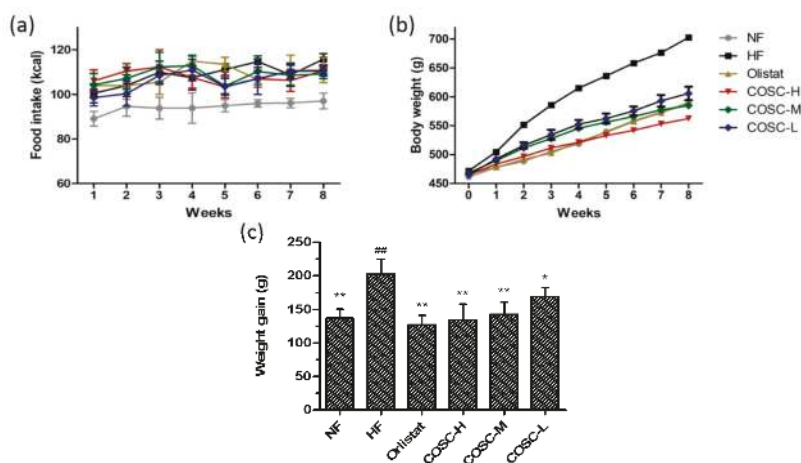 (a)
Food intake (kcal)
120
100
80
60
1 2 3 4 5 6 7 8
Weeks
(b)
Body weight (g)
700
650
600
550
500
450
0 1 2 3 4 5 6 7 8
Weeks
NF
HF
Olistat
COSC-H
COSC-M
COSC-L
(c)
Weight gain (g)
250
200
150
100
50
0
** ## ** ** ** *
NF HF Orlistat COSC-H COSC-M COSC-L